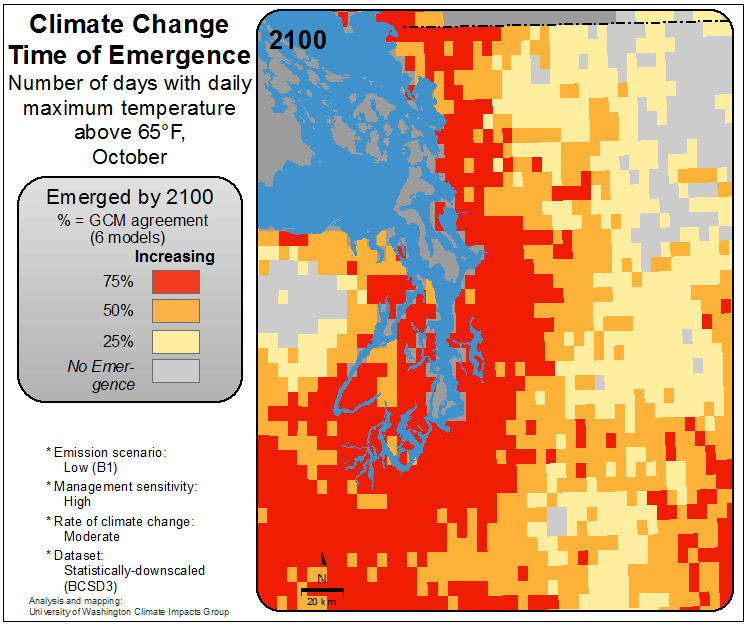 Climate Change
Time of Emergence
Number of days with daily
maximum temperature
above 65°F,
October
Emerged by 2100
% = GCM agreement
(6 models)
Increasing
75%
50%
25%
No Emer-
gence
* Emission scenario:
Low (B1)
* Management sensitivity:
High
* Rate of climate change:
Moderate
* Dataset:
Statistically-downscaled
(BCSD3)
Analysis and mapping:
University of Washington Climate Impacts Group
2100
N
20 km